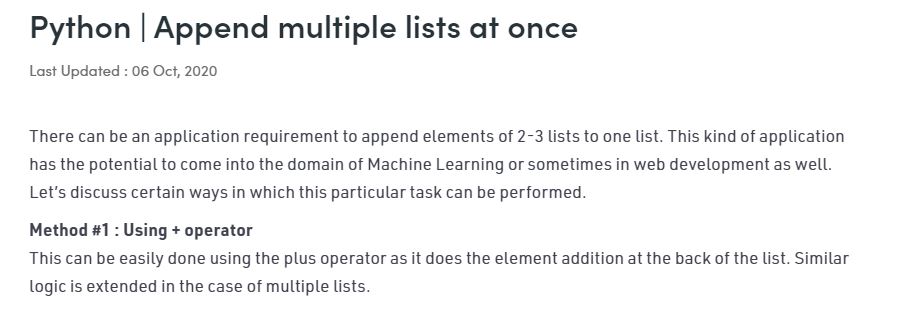 Python | Append multiple lists at once
Last Updated : 06 Oct, 2020
There can be an application requirement to append elements of 2-3 lists to one list. This kind of application
has the potential to come into the domain of Machine Learning or sometimes in web development as well.
Let’s discuss certain ways in which this particular task can be performed.
Method #1 : Using + operator
This can be easily done using the plus operator as it does the element addition at the back of the list. Similar
logic is extended in the case of multiple lists.